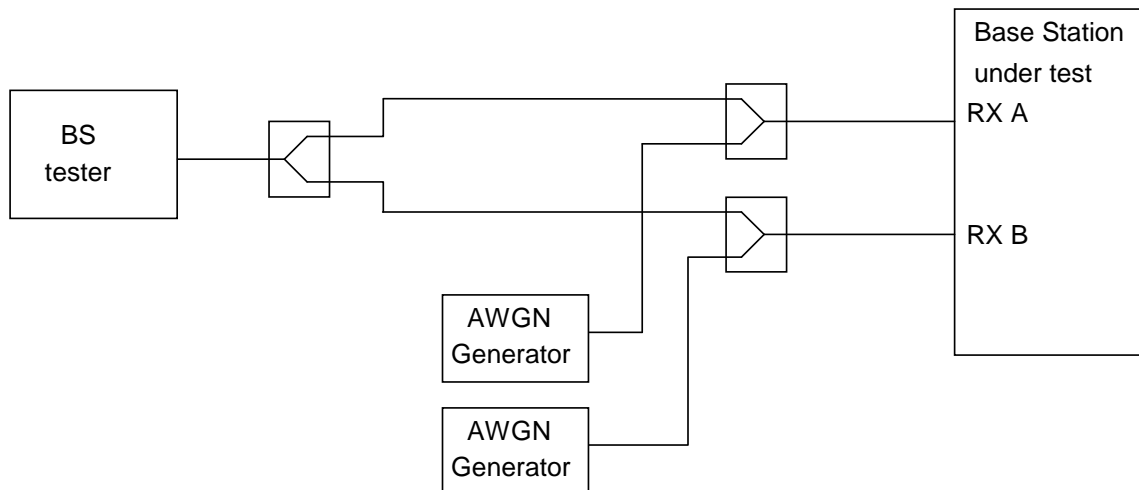 BS
tester
Base Station
under test
RX A
RX B
AWGN
Generator
AWGN
Generator